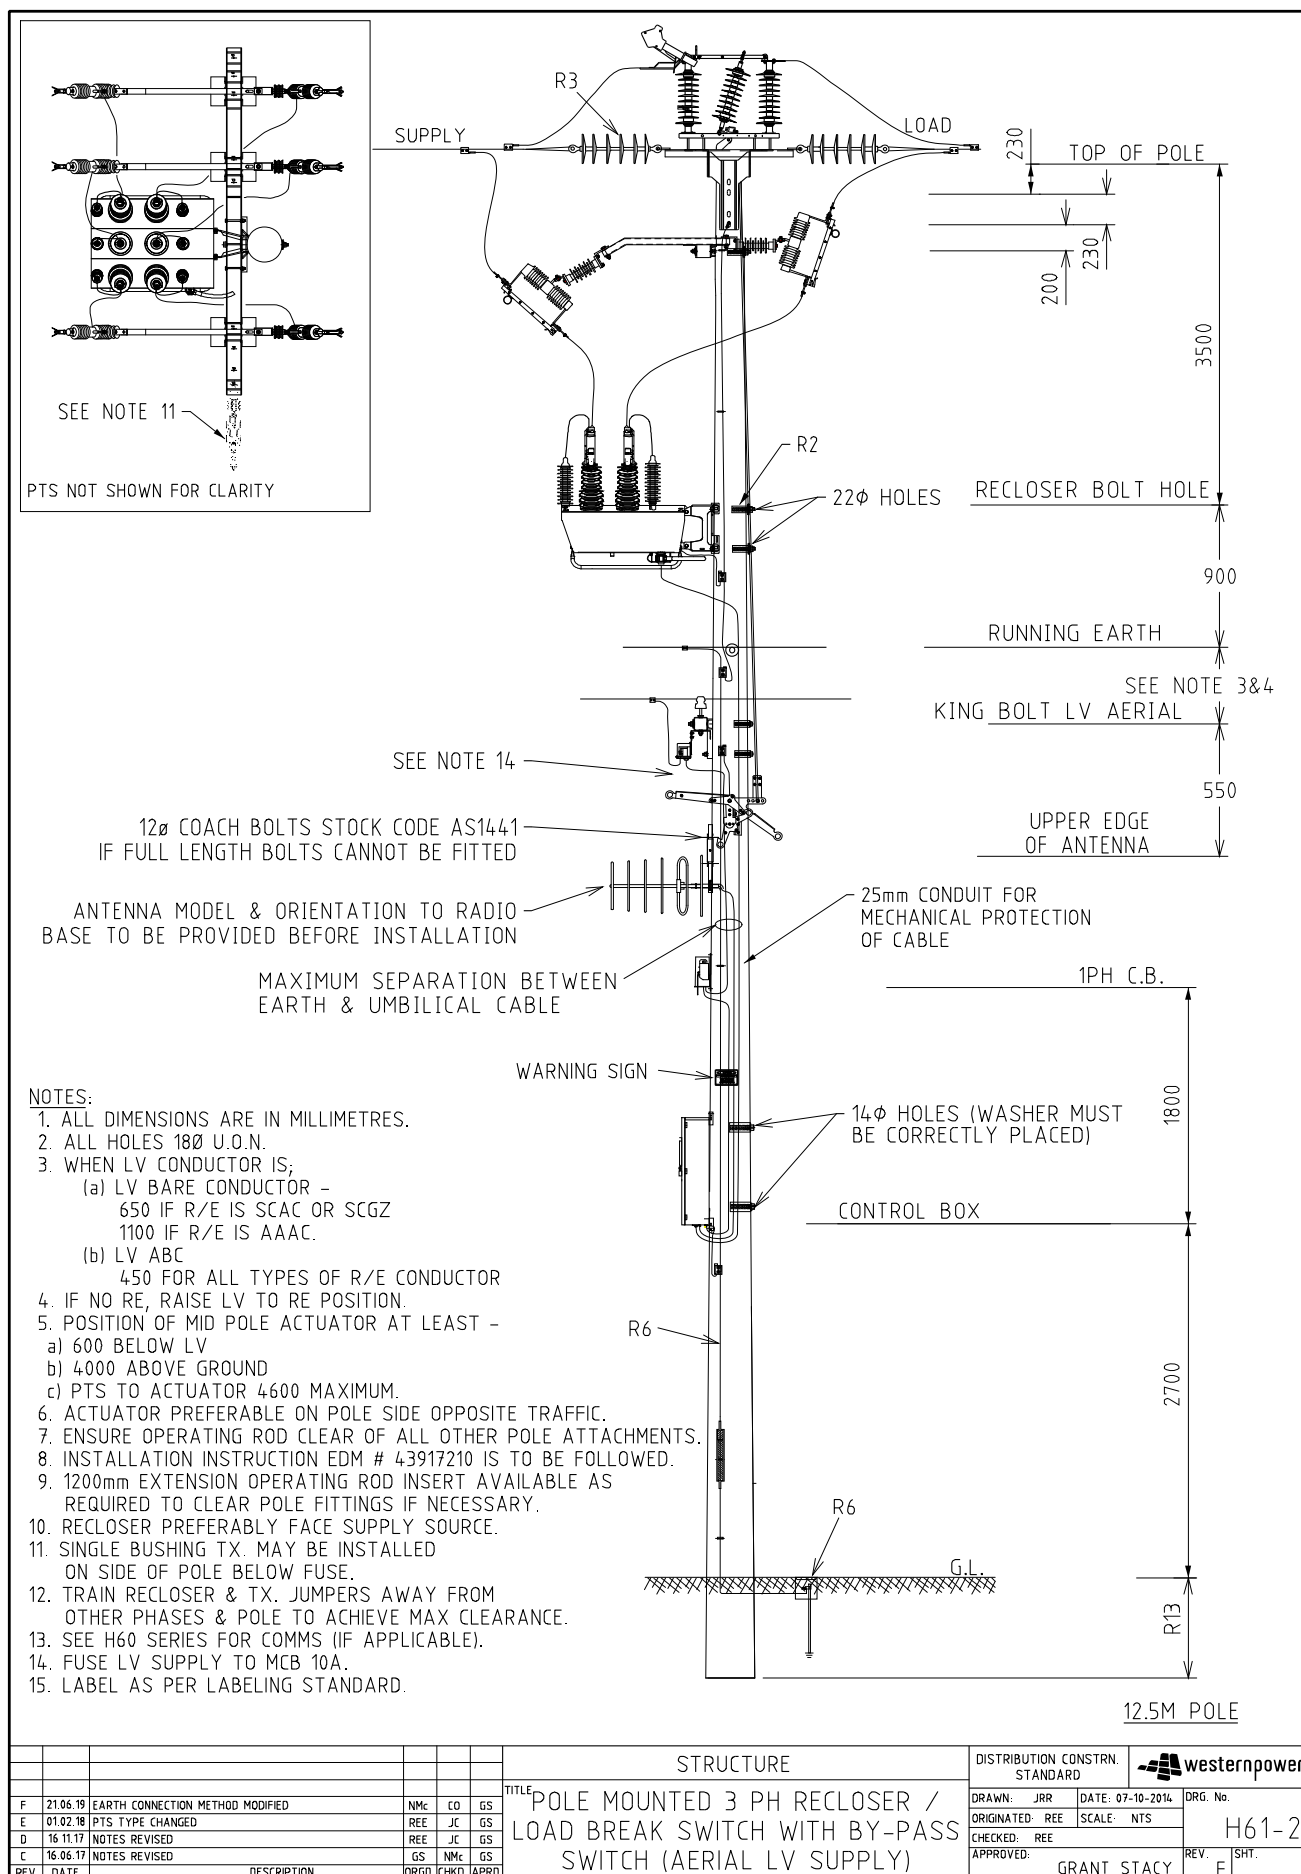 SEE NOTE 11
PTS NOT SHOWN FOR CLARITY
R3
SUPPLY
LOAD
230
TOP OF POLE
230
200
3500
R2
22ϕ HOLES
RECLOSER BOLT HOLE
900
RUNNING EARTH
SEE NOTE 3&4
KING BOLT LV AERIAL
SEE NOTE 14
550
12ø COACH BOLTS STOCK CODE AS1441
IF FULL LENGTH BOLTS CANNOT BE FITTED
UPPER EDGE
OF ANTENNA
ANTENNA MODEL & ORIENTATION TO RADIO
BASE TO BE PROVIDED BEFORE INSTALLATION
25mm CONDUIT FOR
MECHANICAL PROTECTION
OF CABLE
MAXIMUM SEPARATION BETWEEN
EARTH & UMBILICAL CABLE
1PH C.B.
WARNING SIGN
1800
14ϕ HOLES (WASHER MUST
BE CORRECTLY PLACED)
CONTROL BOX
R6
2700
R6
G.L.
R13
12.5M POLE
NOTES:
1. ALL DIMENSIONS ARE IN MILLIMETRES.
2. ALL HOLES 18Ø U.O.N.
3. WHEN LV CONDUCTOR IS;
(a) LV BARE CONDUCTOR -
650 IF R/E IS SCAC OR SCGZ
1100 IF R/E IS AAAC.
(b) LV ABC
450 FOR ALL TYPES OF R/E CONDUCTOR
4. IF NO RE, RAISE LV TO RE POSITION.
5. POSITION OF MID POLE ACTUATOR AT LEAST -
a) 600 BELOW LV
b) 4000 ABOVE GROUND
c) PTS TO ACTUATOR 4600 MAXIMUM.
6. ACTUATOR PREFERABLE ON POLE SIDE OPPOSITE TRAFFIC.
7. ENSURE OPERATING ROD CLEAR OF ALL OTHER POLE ATTACHMENTS.
8. INSTALLATION INSTRUCTION EDM # 43917210 IS TO BE FOLLOWED.
9. 1200mm EXTENSION OPERATING ROD INSERT AVAILABLE AS
REQUIRED TO CLEAR POLE FITTINGS IF NECESSARY.
10. RECLOSER PREFERABLY FACE SUPPLY SOURCE.
11. SINGLE BUSHING TX. MAY BE INSTALLED
ON SIDE OF POLE BELOW FUSE.
12. TRAIN RECLOSER & TX. JUMPERS AWAY FROM
OTHER PHASES & POLE TO ACHIEVE MAX CLEARANCE.
13. SEE H60 SERIES FOR COMMS (IF APPLICABLE).
14. FUSE LV SUPPLY TO MCB 10A.
15. LABEL AS PER LABELING STANDARD.
F 21.06.19 EARTH CONNECTION METHOD MODIFIED NMc CO GS
E 01.02.18 PTS TYPE CHANGED REE JC GS
D 16 11.17 NOTES REVISED REE JC GS
C 16.06.17 NOTES REVISED GS NMc GS
REV. DATE DESCRIPTION ORGD CHKD APRD
STRUCTURE
TITLE POLE MOUNTED 3 PH RECLOSER /
LOAD BREAK SWITCH WITH BY-PASS
SWITCH (AERIAL LV SUPPLY)
DISTRIBUTION CONSTRN.
STANDARD
westernpower
DRAWN: JRR DATE: 07-10-2014
ORIGINATED: REE SCALE: NTS
CHECKED: REE
APPROVED: GRANT STACY
DRG. No.
H61-2
REV. F SHT.